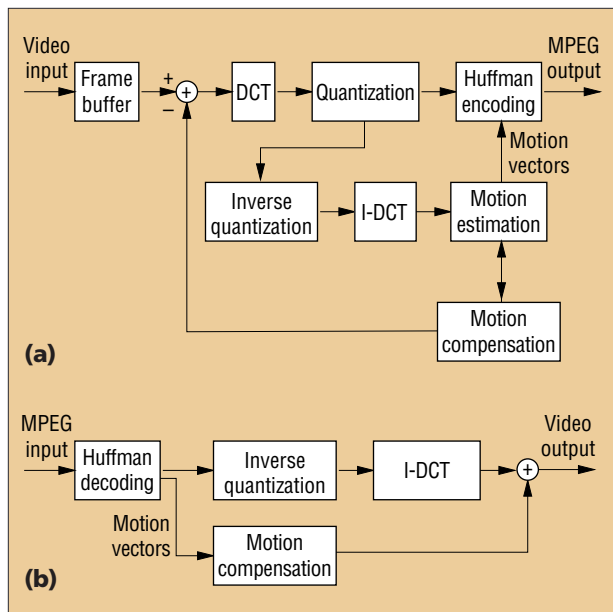 Video
input
MPEG
output
Frame
buffer
+
−
+
DCT
Quantization
Huffman
encoding
Motion
vectors
Inverse
quantization
I-DCT
Motion
estimation
Motion
compensation
(a)
MPEG
input
Video
output
Huffman
decoding
Inverse
quantization
I-DCT
+
Motion
vectors
Motion
compensation
(b)